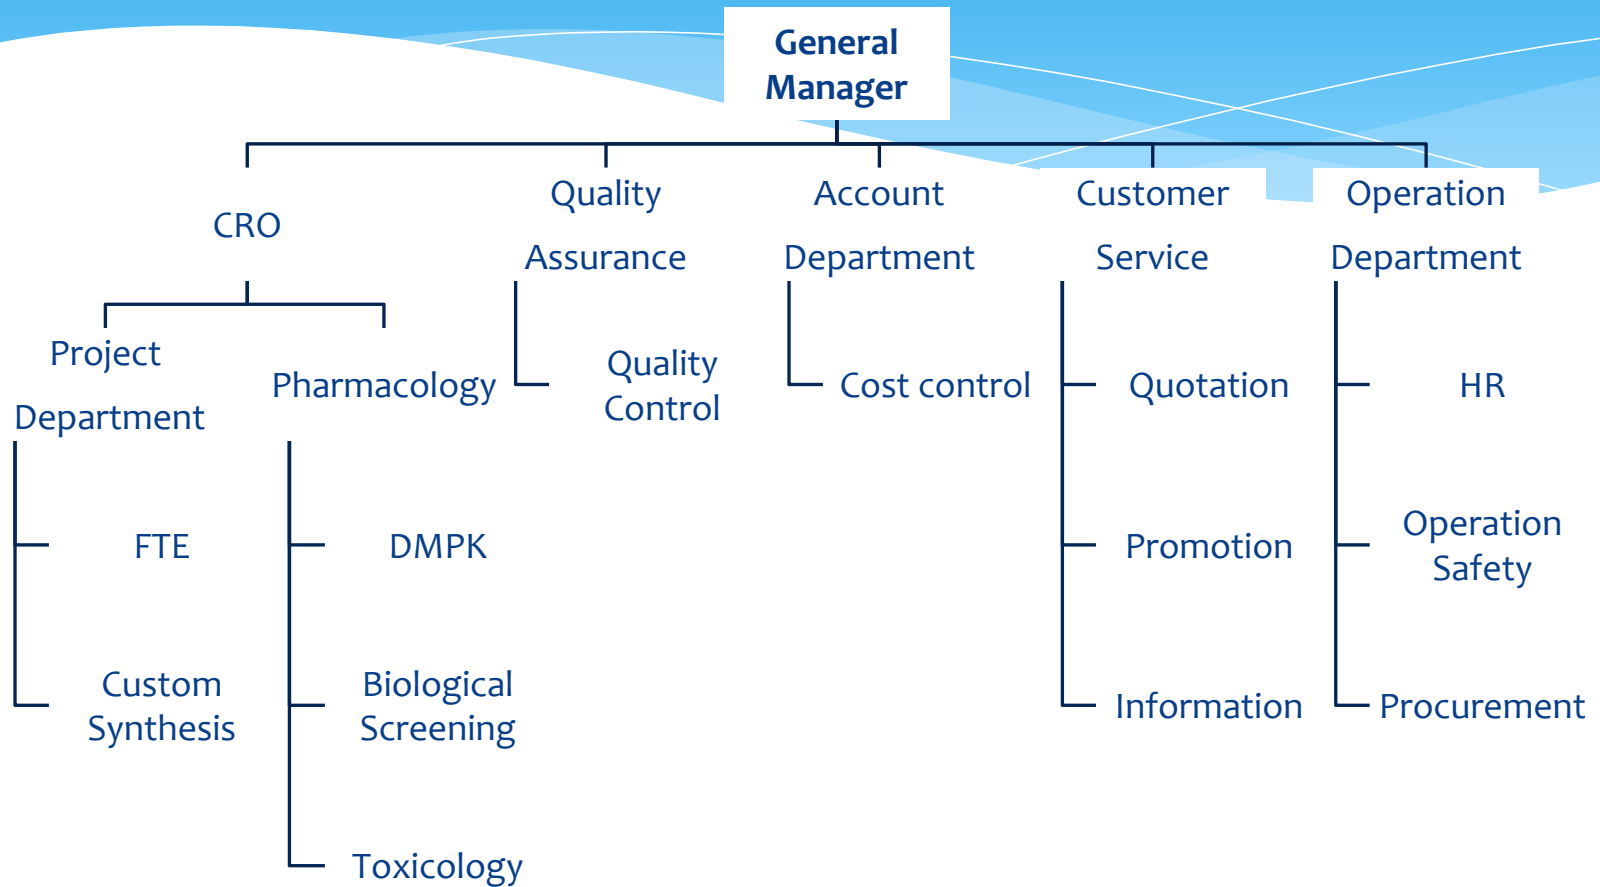 General
Manager
CRO
Quality
Assurance
Account
Department
Customer
Service
Operation
Department
Project
Department
Pharmacology
Quality
Control
Cost control
Quotation
HR
FTE
DMPK
Promotion
Operation
Safety
Custom
Synthesis
Biological
Screening
Information
Procurement
Toxicology